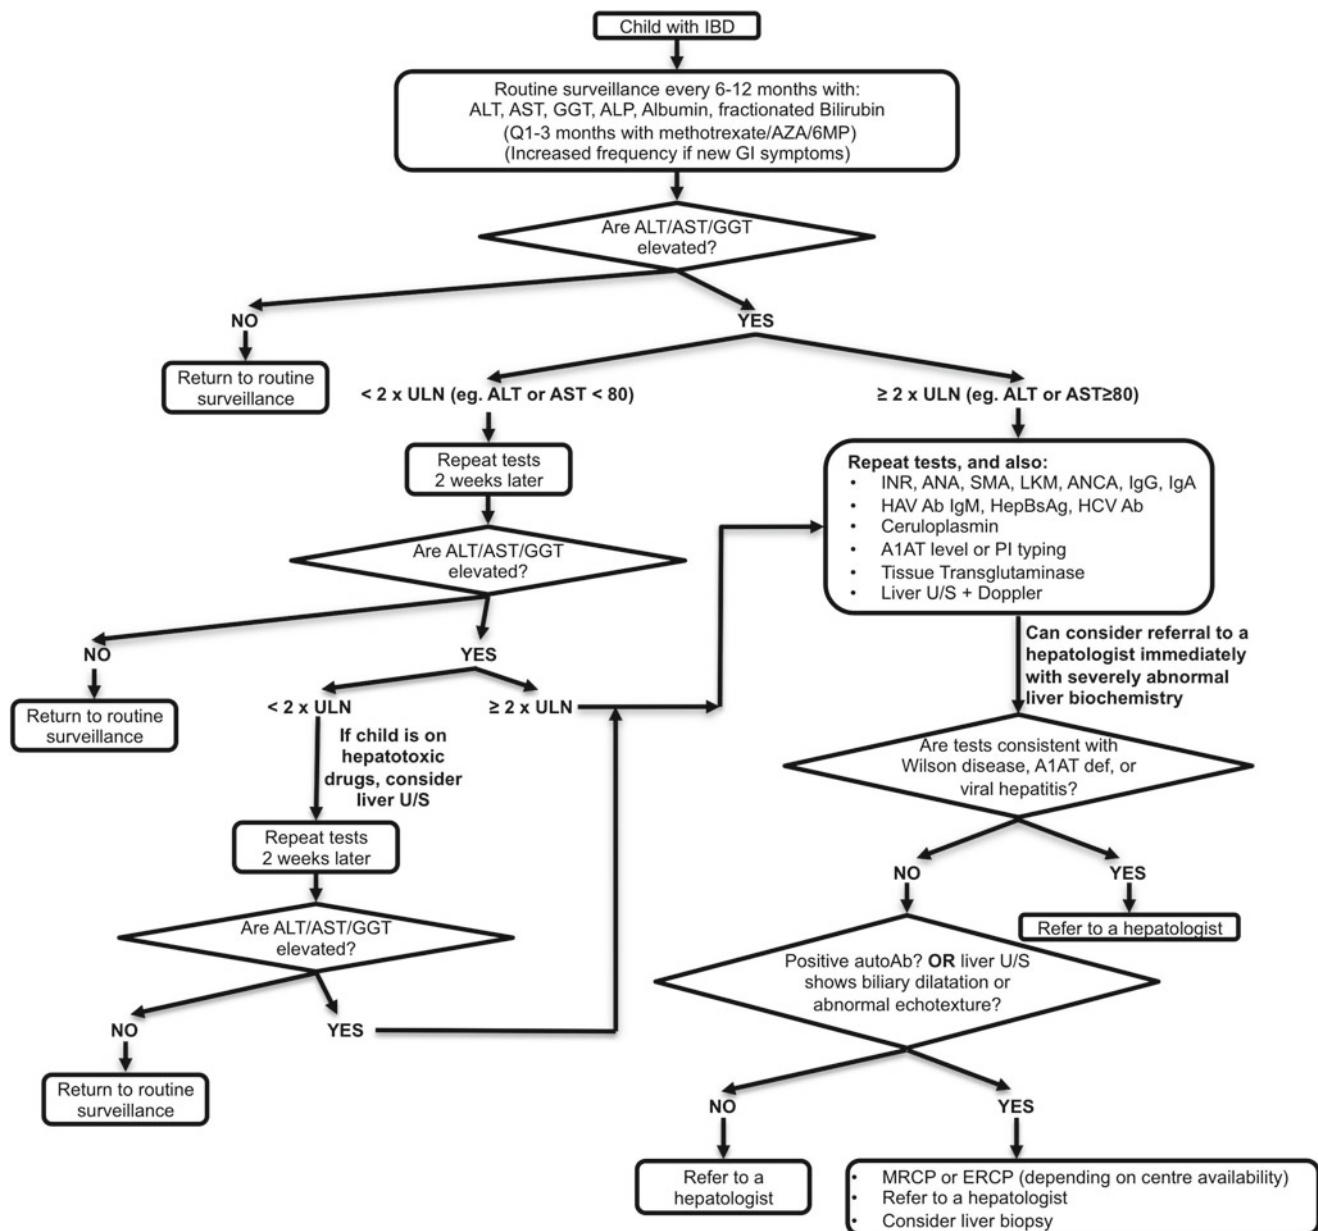 Child with IBD
Routine surveillance every 6-12 months with:
ALT, AST, GGT, ALP, Albumin, fractionated Bilirubin
(Q1-3 months with methotrexate/AZA/6MP)
(Increased frequency if new GI symptoms)
Are ALT/AST/GGT
elevated?
NO
YES
Return to routine
surveillance
< 2 x ULN (eg. ALT or AST < 80)
≥ 2 x ULN (eg. ALT or AST≥80)
Repeat tests
2 weeks later
Repeat tests, and also:
• INR, ANA, SMA, LKM, ANCA, IgG, IgA
• HAV Ab IgM, HepBsAg, HCV Ab
• Ceruloplasmin
• A1AT level or PI typing
• Tissue Transglutaminase
• Liver U/S + Doppler
Are ALT/AST/GGT
elevated?
NO
YES
Return to routine
surveillance
< 2 x ULN
≥ 2 x ULN
If child is on
hepatotoxic
drugs, consider
liver U/S
Can consider referral to a
hepatologist immediately
with severely abnormal
liver biochemistry
Are tests consistent with
Wilson disease, A1AT def, or
viral hepatitis?
Repeat tests
2 weeks later
NO
YES
Refer to a hepatologist
Are ALT/AST/GGT
elevated?
NO
YES
Return to routine
surveillance
Positive autoAb? OR liver U/S
shows biliary dilatation or
abnormal echotexture?
NO
YES
Refer to a
hepatologist
• MRCP or ERCP (depending on centre availability)
• Refer to a hepatologist
• Consider liver biopsy